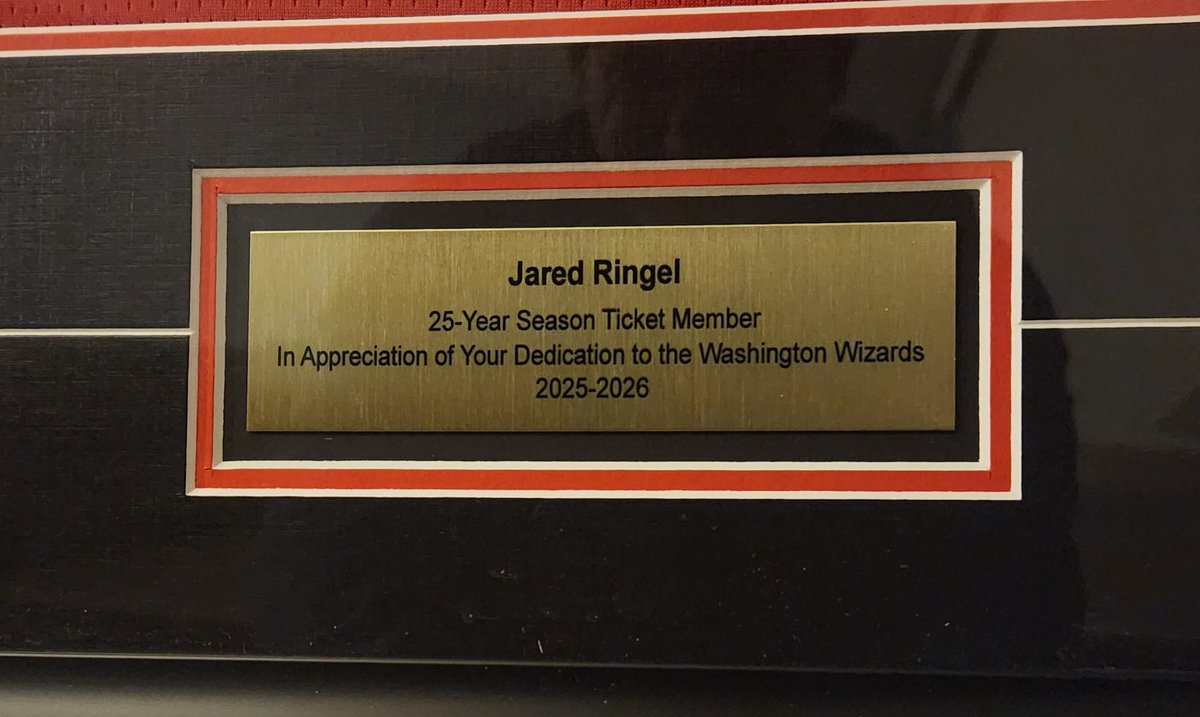 Jared Ringel
25-Year Season Ticket Member
In Appreciation of Your Dedication to the Washington Wizards
2025-2026